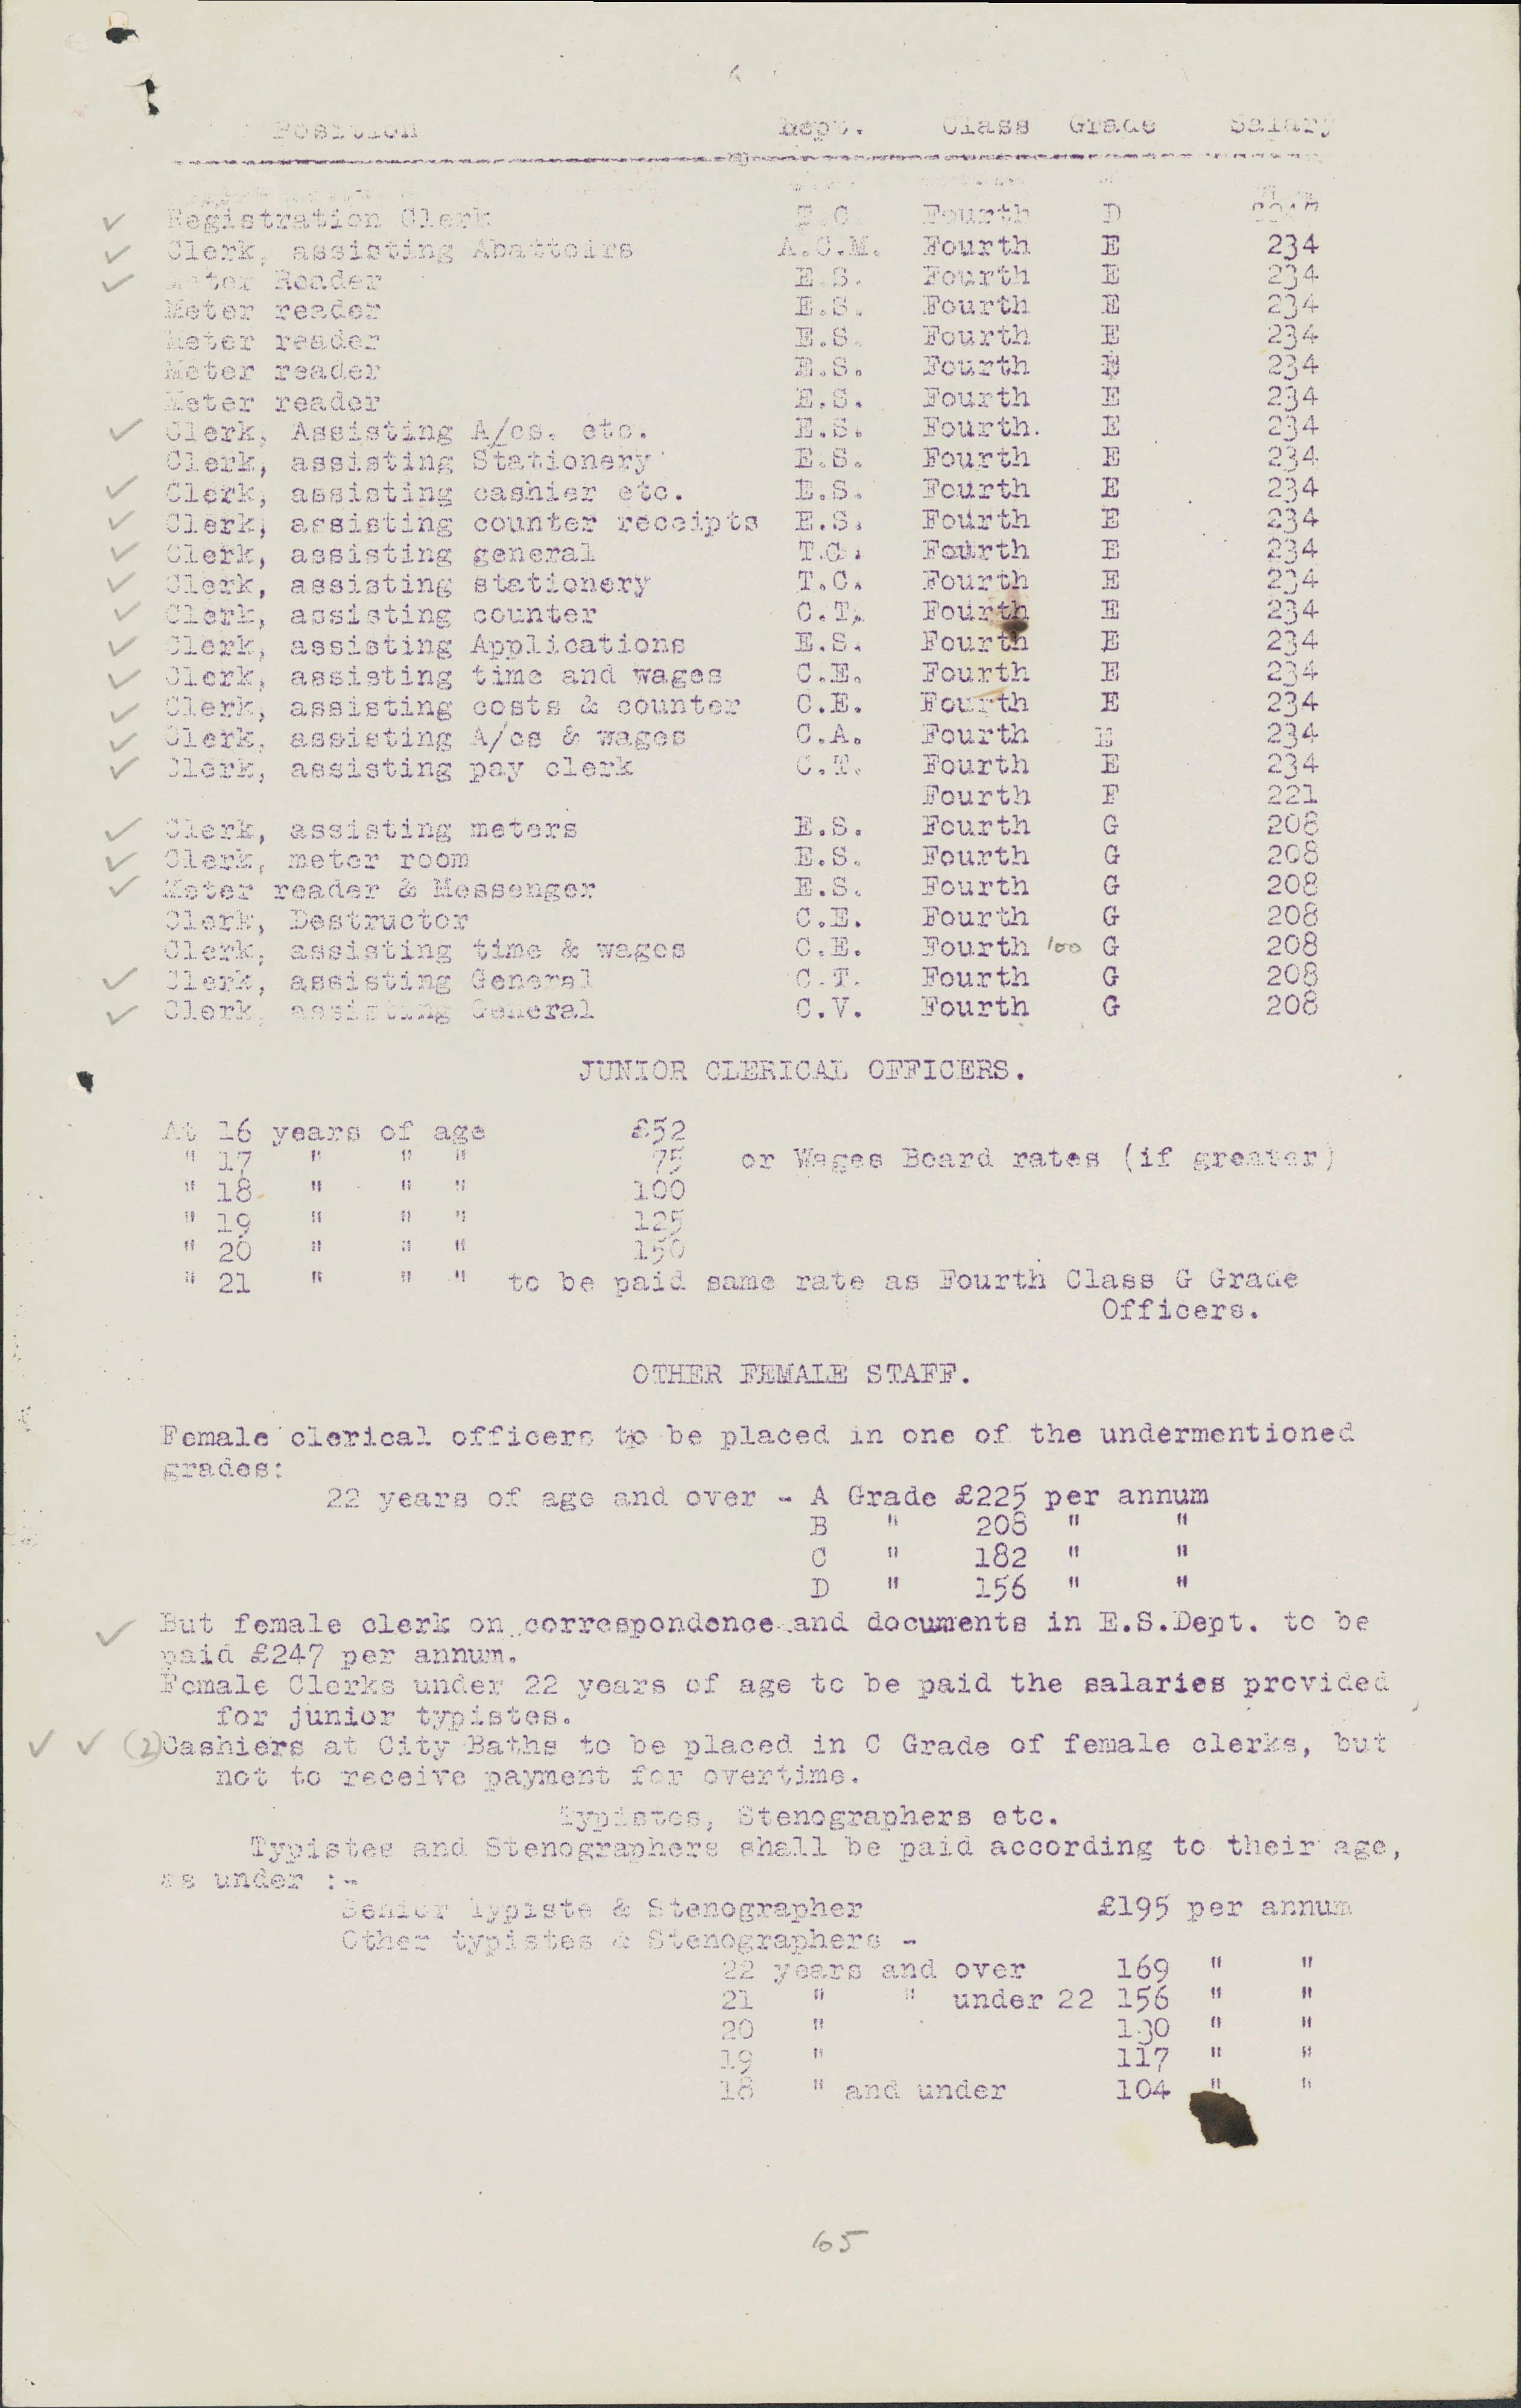 Position Dept. Class Grade Salary
Registration Clerk T.C. Fourth D
Clerk, assisting Abattoirs A.C.M. Fourth E 234
Meter Reader E.S. Fourth E 234
Meter reader E.S. Fourth E 234
Meter reader E.S. Fourth E 234
Meter reader E.S. Fourth E 234
Meter reader E.S. Fourth E 234
Clerk, Assisting A/cs. etc. E.S. Fourth. E 234
Clerk, assisting Stationery E.S. Fourth E 234
Clerk, assisting cashier etc. E.S. Fourth E 234
Clerk, assisting counter receipts E.S. Fourth E 234
Clerk, assisting general T.C. Fourth E 234
Clerk, assisting stationery T.C. Fourth E 234
Clerk, assisting counter C.T. Fourth E 234
Clerk, assisting Applications E.S. Fourth E 234
Clerk, assisting time and wages C.E. Fourth E 234
Clerk, assisting costs & counter C.E. Fourth E 234
Clerk, assisting A/cs & wages C.A. Fourth E 234
Clerk, assisting pay clerk C.T. Fourth E 234
Fourth F 221
Clerk, assisting meters E.S. Fourth G 208
Clerk, meter room E.S. Fourth G 208
Meter reader & Messenger E.S. Fourth G 208
Clerk, Destructor C.E. Fourth G 208
Clerk, assisting time & wages C.E. Fourth 100 G 208
Clerk, assisting General C.T. Fourth G 208
Clerk, assisting General C.V. Fourth G 208
JUNIOR CLERICAL OFFICERS.
At 16 years of age £52
" 17 " " " 75 or Wages Board rates (if greater)
" 18 " " " 100
" 19 " " " 125
" 20 " " " 150
" 21 " " " to be paid same rate as Fourth Class G Grade
Officers.
OTHER FEMALE STAFF.
Female clerical officers to be placed in one of the undermentioned
grades:
22 years of age and over - A Grade £225 per annum
B " 208 " "
C " 182 " "
D " 156 " "
But female clerk on correspondence and documents in E.S.Dept. to be
paid £247 per annum.
Female Clerks under 22 years of age to be paid the salaries provided
for junior typistes.
(2) Cashiers at City Baths to be placed in C Grade of female clerks, but
not to receive payment for overtime.
Typistes, Stenographers etc.
Typistes and Stenographers shall be paid according to their age,
as under :-
Senior Typiste & Stenographer £195 per annum
Other typistes & Stenographers -
22 years and over 169 " "
21 " " under 22 156 " "
20 " 130 " "
19 " 117 " "
18 " and under 104 " "
65